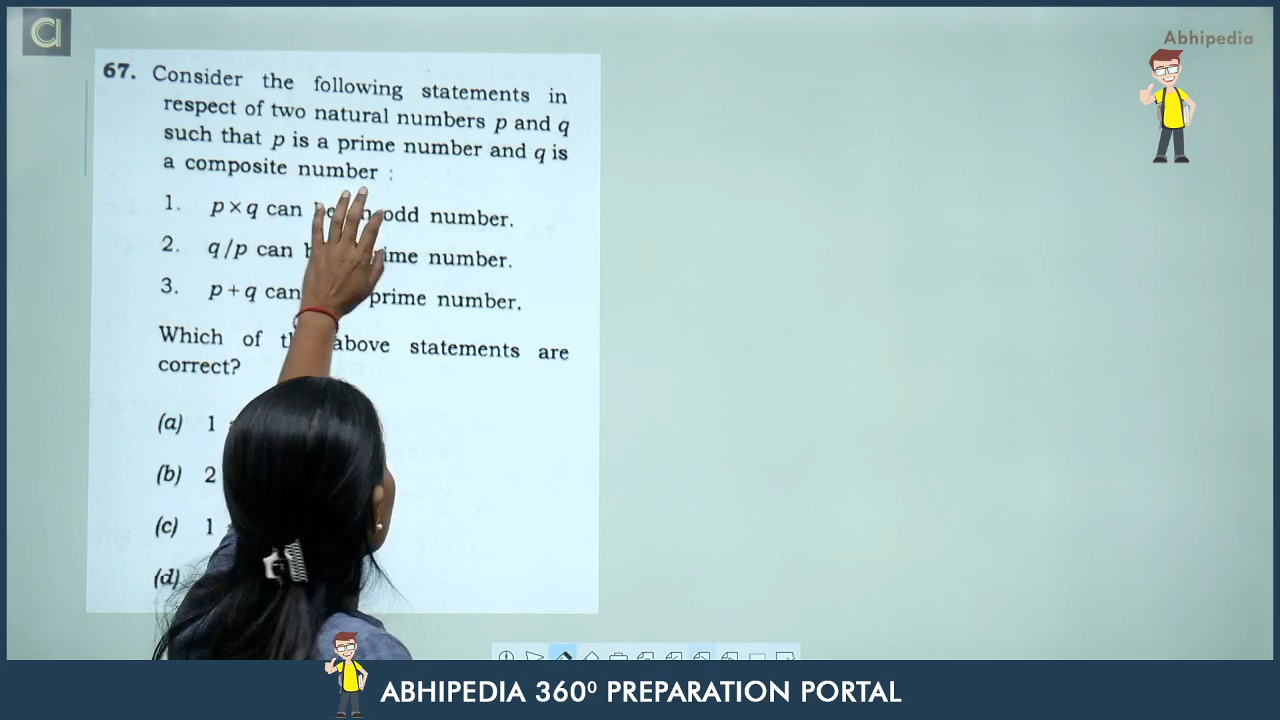 Abhipedia
67. Consider the following statements in
respect of two natural numbers p and q
such that p is a prime number and q is
a composite number :
1. p × q can odd number.
2. q/p can number.
3. p + q can prime number.
Which of above statements are
correct?
(a) 1
(b) 2
(c) 1
(d)
ABHIPEDIA 360⁰ PREPARATION PORTAL